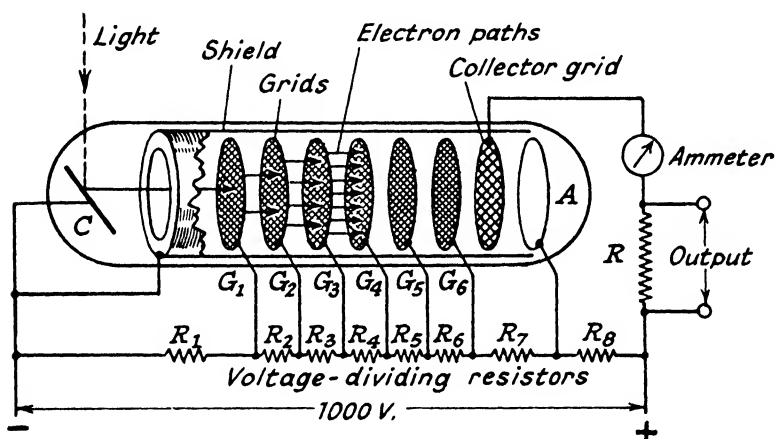 Light
Shield
Grids
Electron paths
Collector grid
Ammeter
C
A
R
Output
G₁ G₂ G₃ G₄ G₅ G₆
R₁ R₂ R₃ R₄ R₅ R₆ R₇ R₈
Voltage-dividing resistors
− 1000 V. +